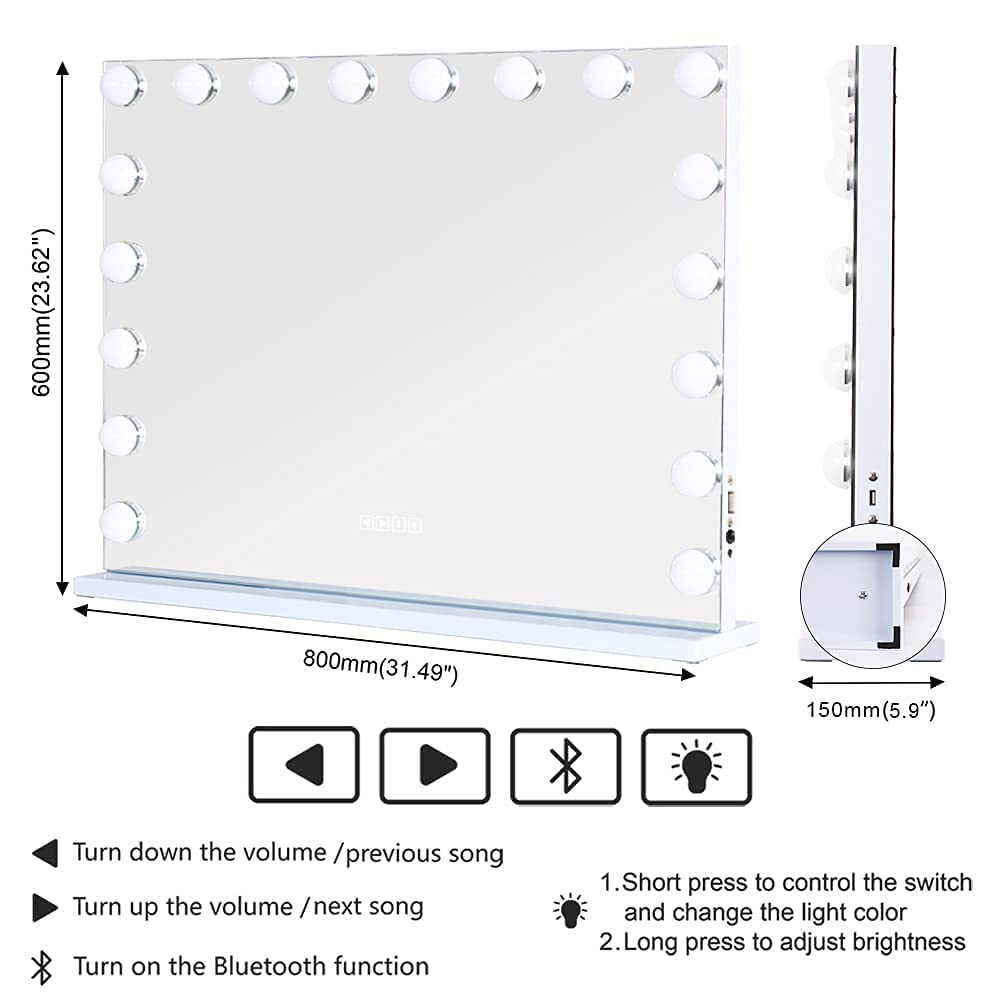 600mm(23.62")
800mm(31.49")
150mm(5.9")
Turn down the volume /previous song
Turn up the volume /next song
Turn on the Bluetooth function
1.Short press to control the switch
and change the light color
2.Long press to adjust brightness